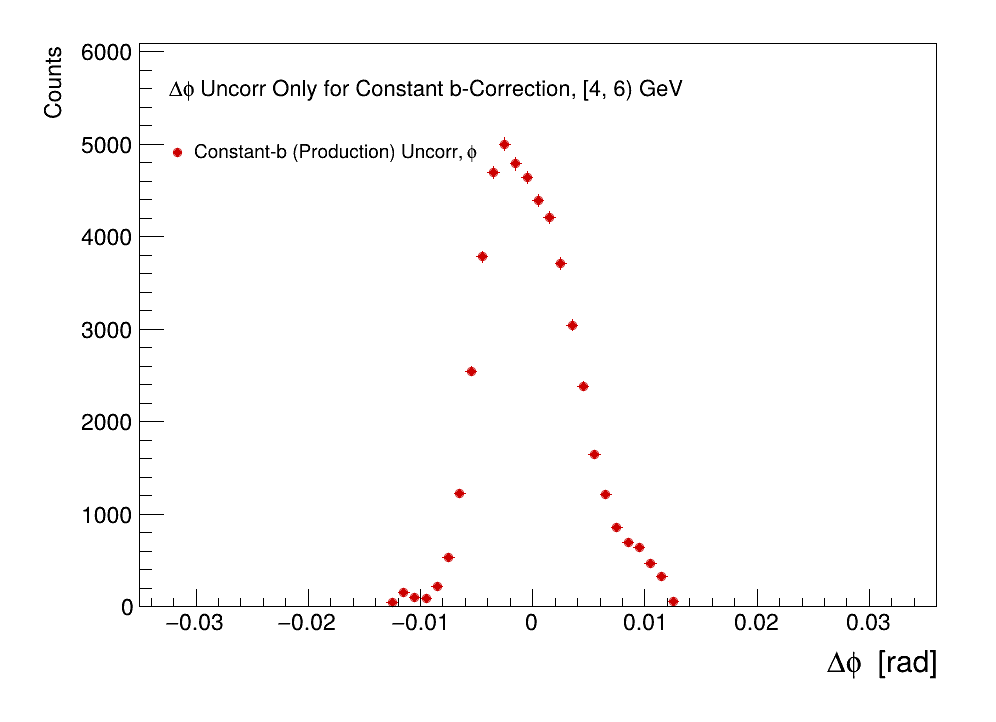 Counts
6000
5000
4000
3000
2000
1000
0
Δϕ Uncorr Only for Constant b-Correction, [4, 6) GeV
Constant-b (Production) Uncorr, ϕ
−0.03 −0.02 −0.01 0 0.01 0.02 0.03
Δϕ [rad]